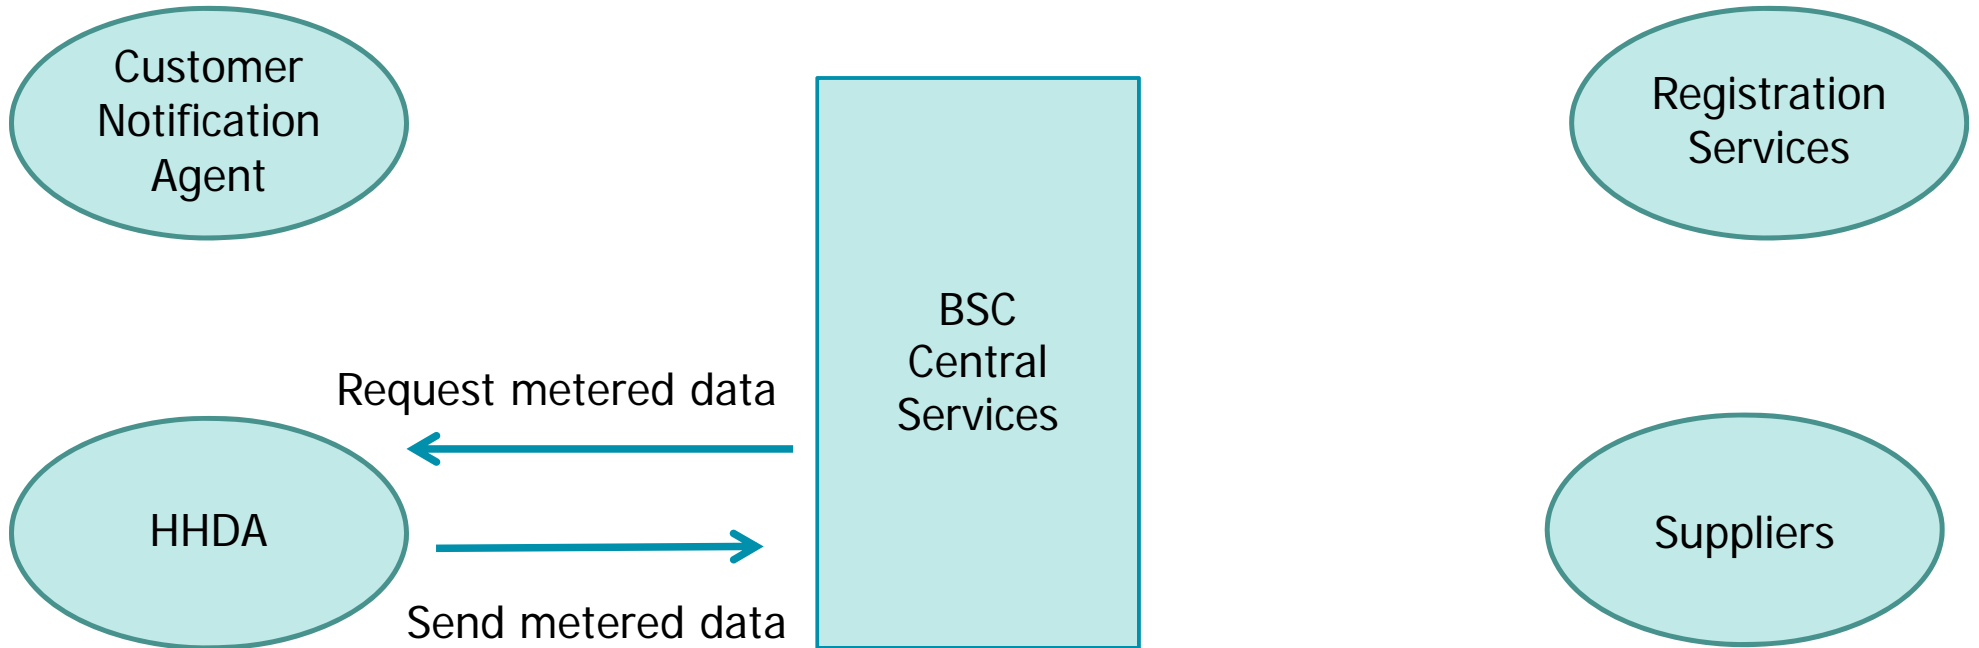 Customer
Notification
Agent
Registration
Services
BSC
Central
Services
Request metered data
HHDA
Send metered data
Suppliers